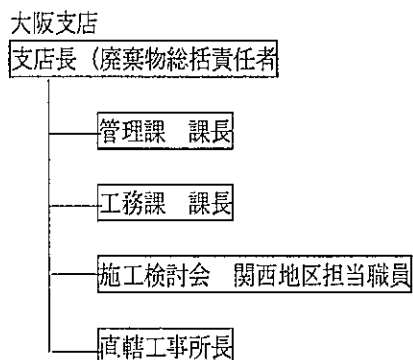 大阪支店
支店長（廃棄物総括責任者
管理課　課長
工務課　課長
施工検討会　関西地区担当職員
直轄工事所長